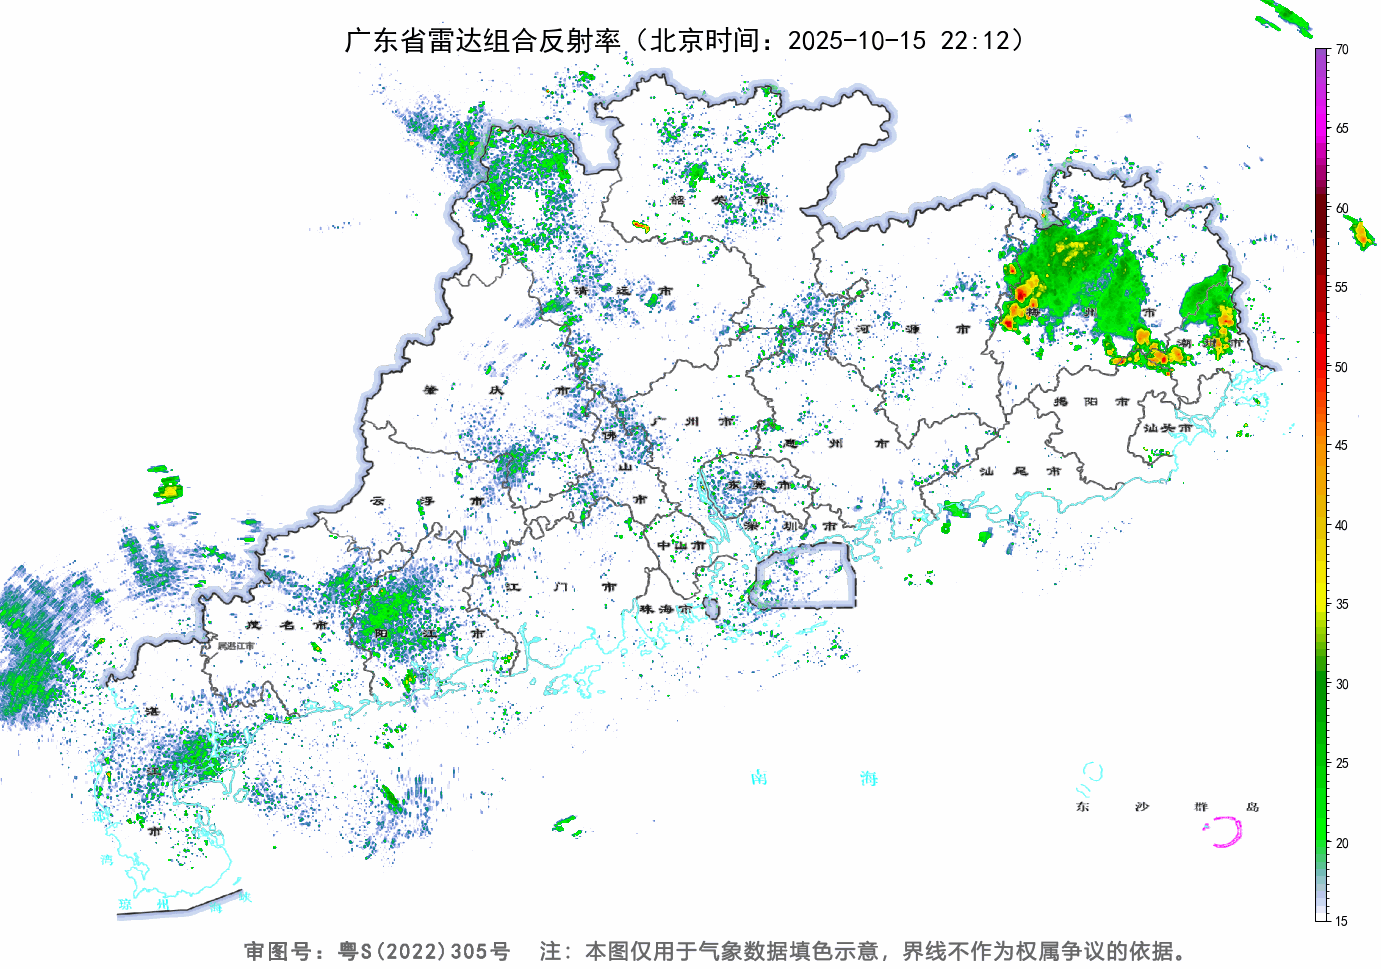 广东省雷达组合反射率（北京时间：2025-10-15 22:12）
70
65
60
55
50
45
40
35
30
25
20
15
韶 关 市
清 远 市
河 源 市
梅 州 市
潮 州 市
肇 庆 市
广 州 市
揭 阳 市
汕头市
佛 山 市
惠 州 市
汕 尾 市
云 浮 市
东 莞 市
深 圳 市
中山市
江 门 市
珠海市
茂 名 市
阳 江 市
属湛江市
湛 江 市
南 海
东 沙 群 岛
湾
琼 州 海 峡
审图号：粤S(2022)305号 注：本图仅用于气象数据填色示意，界线不作为权属争议的依据。